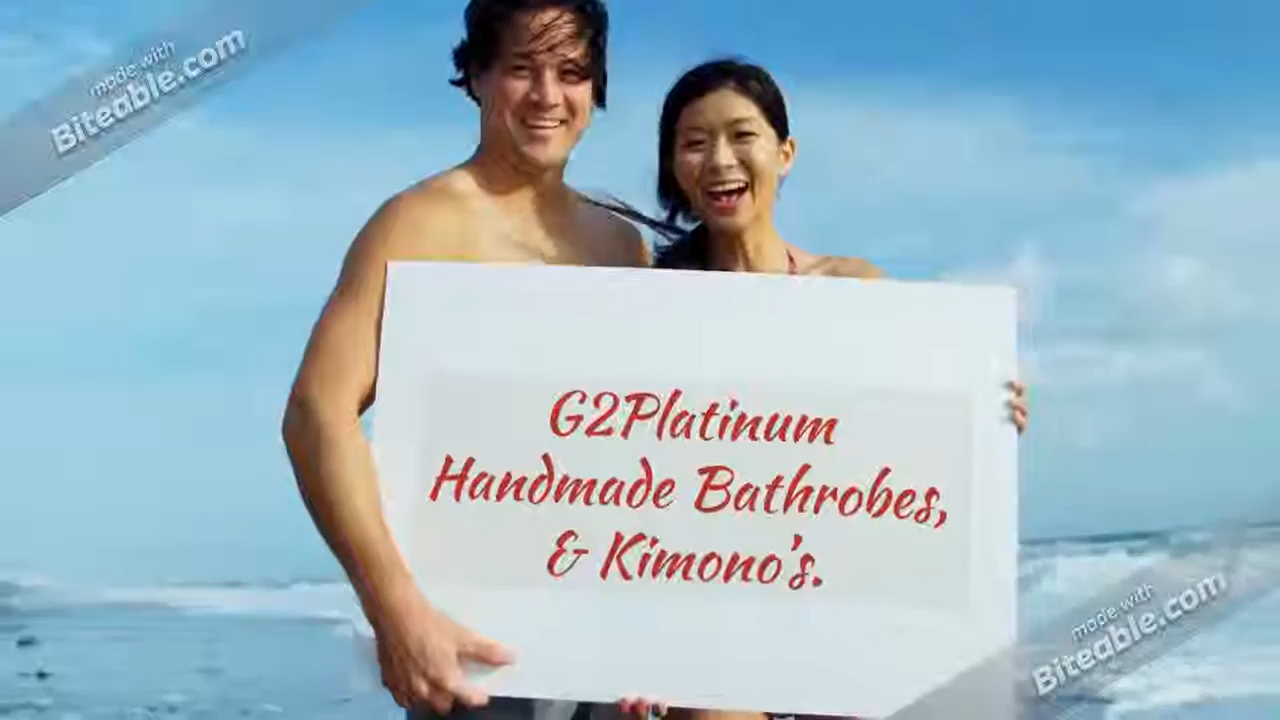 made with
Biteable.com
G2Platinum
Handmade Bathrobes,
& Kimono's.
made with
Biteable.com